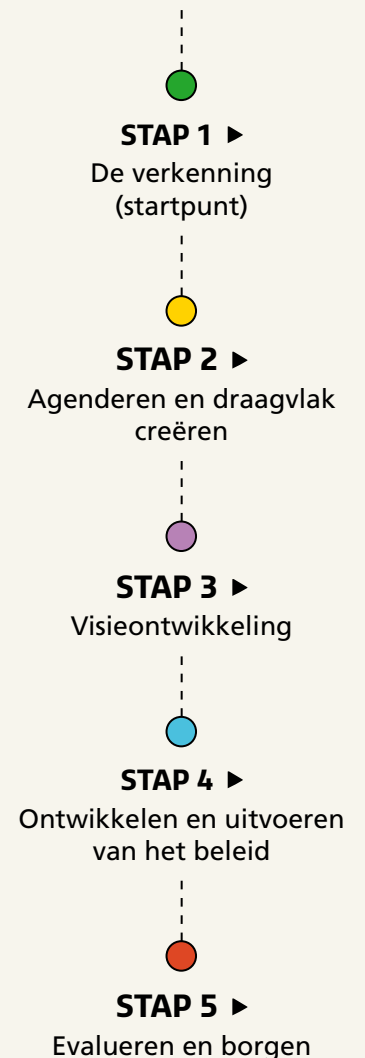 STAP 1 ▶
De verkenning
(startpunt)
STAP 2 ▶
Agenderen en draagvlak
creëren
STAP 3 ▶
Visieontwikkeling
STAP 4 ▶
Ontwikkelen en uitvoeren
van het beleid
STAP 5 ▶
Evalueren en borgen